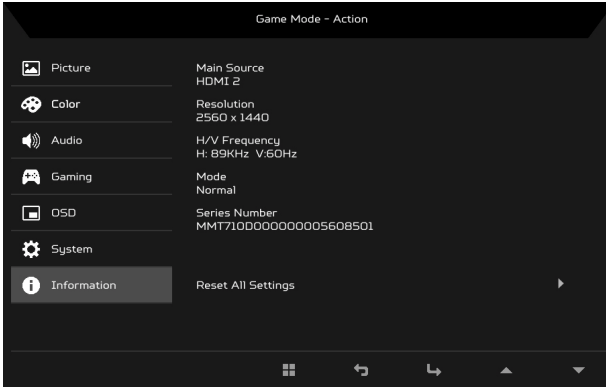 Game Mode - Action
Picture
Color
Audio
Gaming
OSD
System
Information
Main Source
HDMI 2
Resolution
2560 x 1440
H/V Frequency
H: 89KHz V:60Hz
Mode
Normal
Series Number
MMT710D000000005608501
Reset All Settings